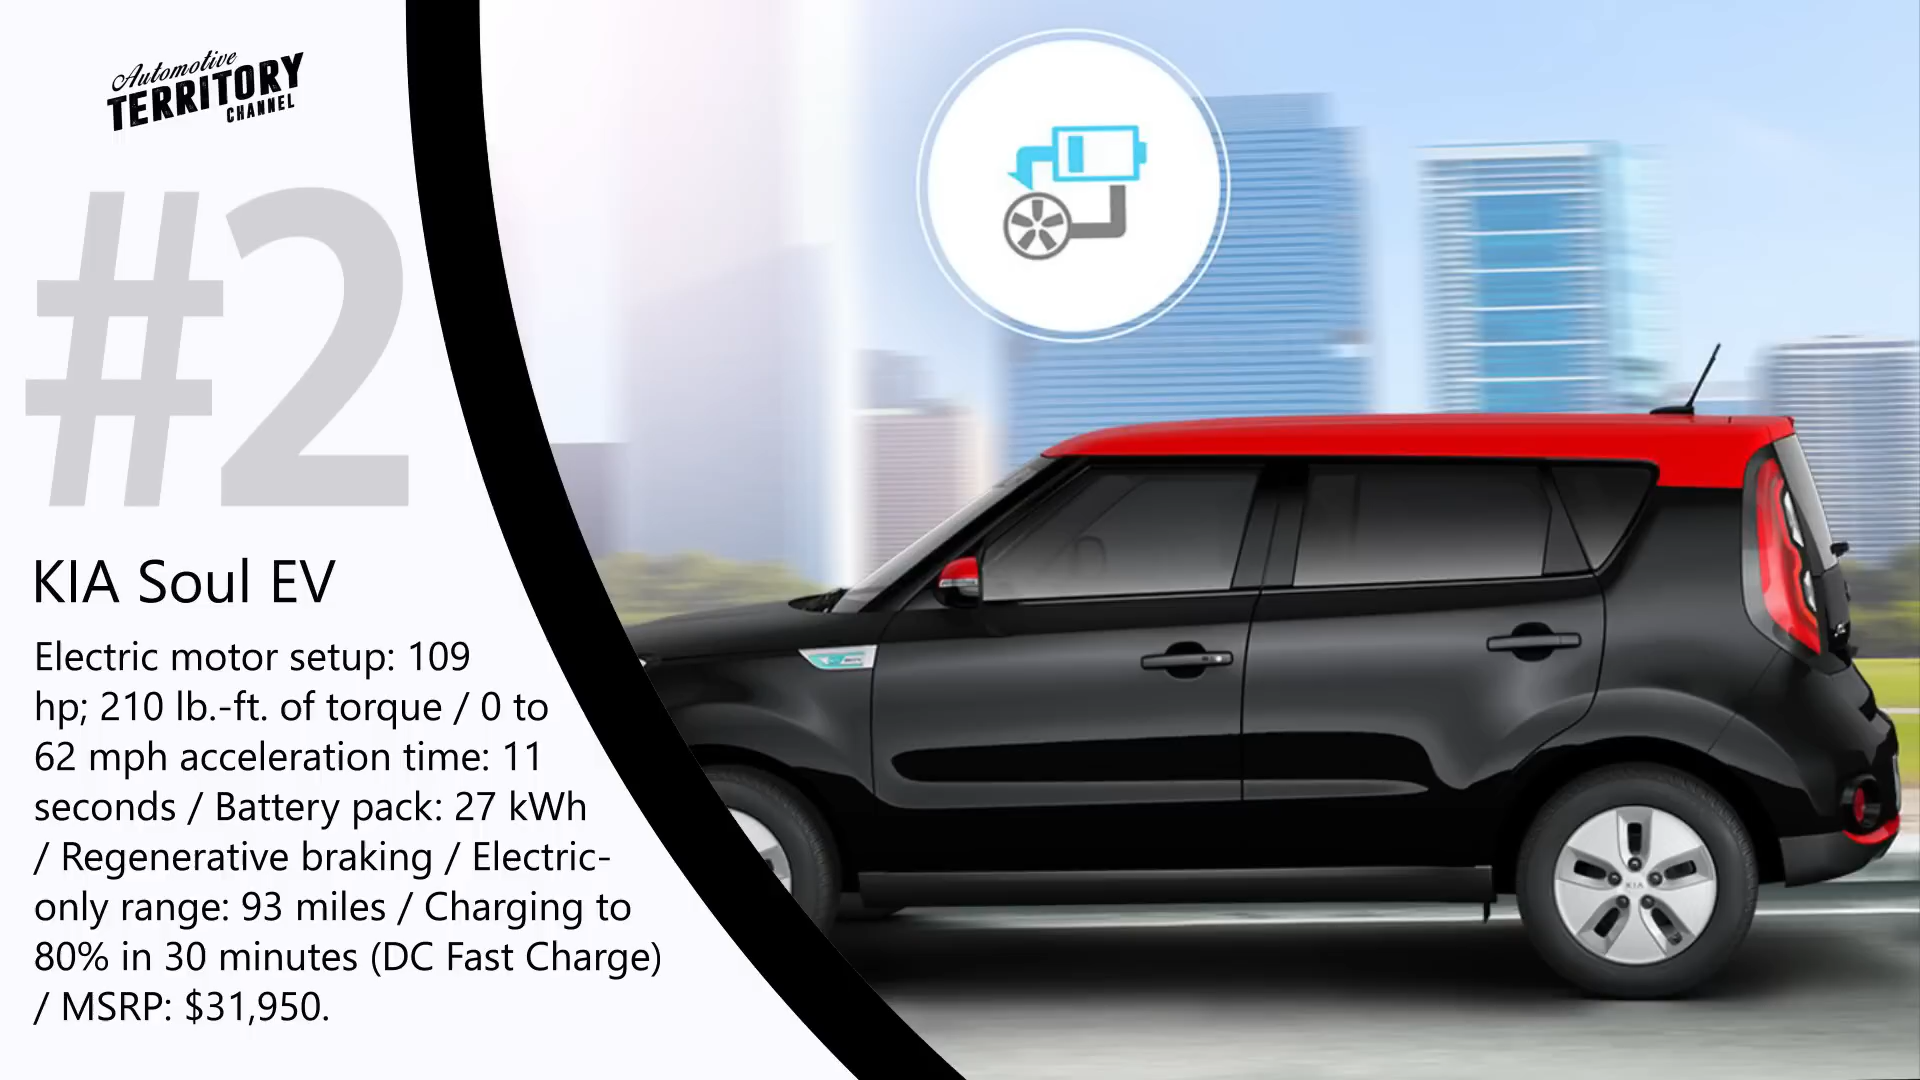 Automotive
TERRITORY
CHANNEL
#2
KIA Soul EV
Electric motor setup: 109
hp; 210 lb.-ft. of torque / 0 to
62 mph acceleration time: 11
seconds / Battery pack: 27 kWh
/ Regenerative braking / Electric-
only range: 93 miles / Charging to
80% in 30 minutes (DC Fast Charge)
/ MSRP: $31,950.
KIA